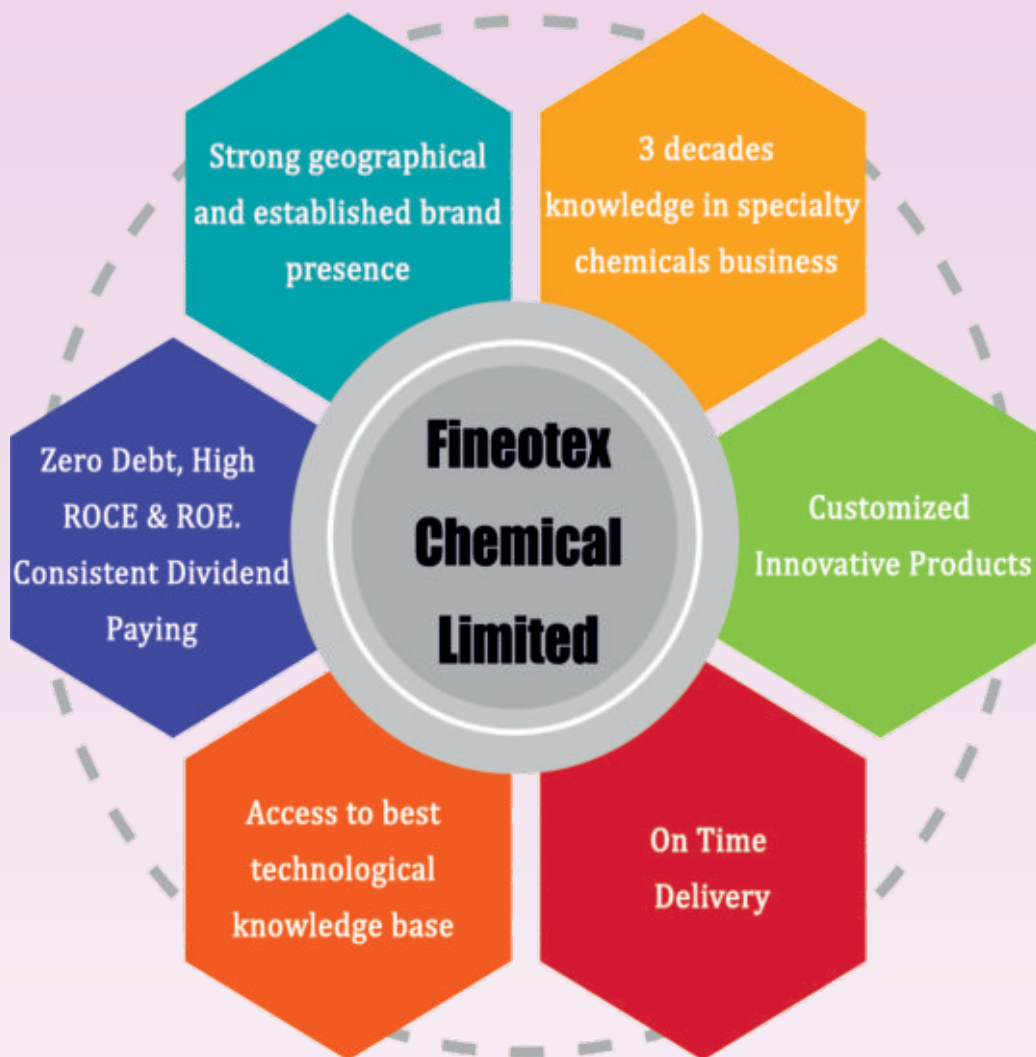 Strong geographical
and established brand
presence
3 decades
knowledge in specialty
chemicals business
Zero Debt, High
ROCE & ROE.
Consistent Dividend
Paying
Fineotex
Chemical
Limited
Customized
Innovative Products
Access to best
technological
knowledge base
On Time
Delivery